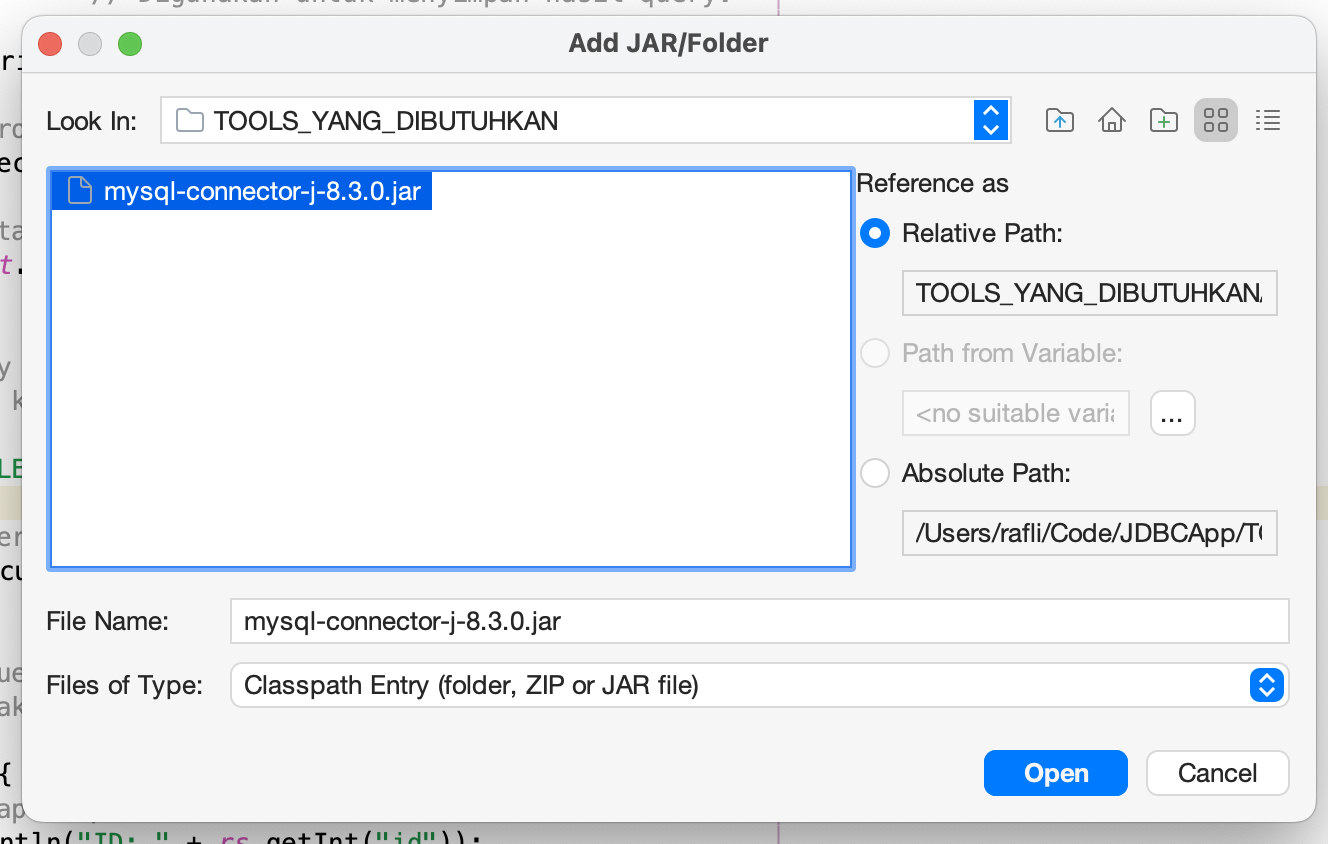 // Digunakan untuk menyimpan hasil query.
Add JAR/Folder
Look In:
TOOLS_YANG_DIBUTUHKAN
mysql-connector-j-8.3.0.jar
Reference as
Relative Path:
TOOLS_YANG_DIBUTUHKAN
Path from Variable:
<no suitable varia
...
Absolute Path:
/Users/rafli/Code/JDBCApp/TO
File Name:
mysql-connector-j-8.3.0.jar
Files of Type:
Classpath Entry (folder, ZIP or JAR file)
{
Open
Cancel
ntln("ID: " + rs.getInt("id"));